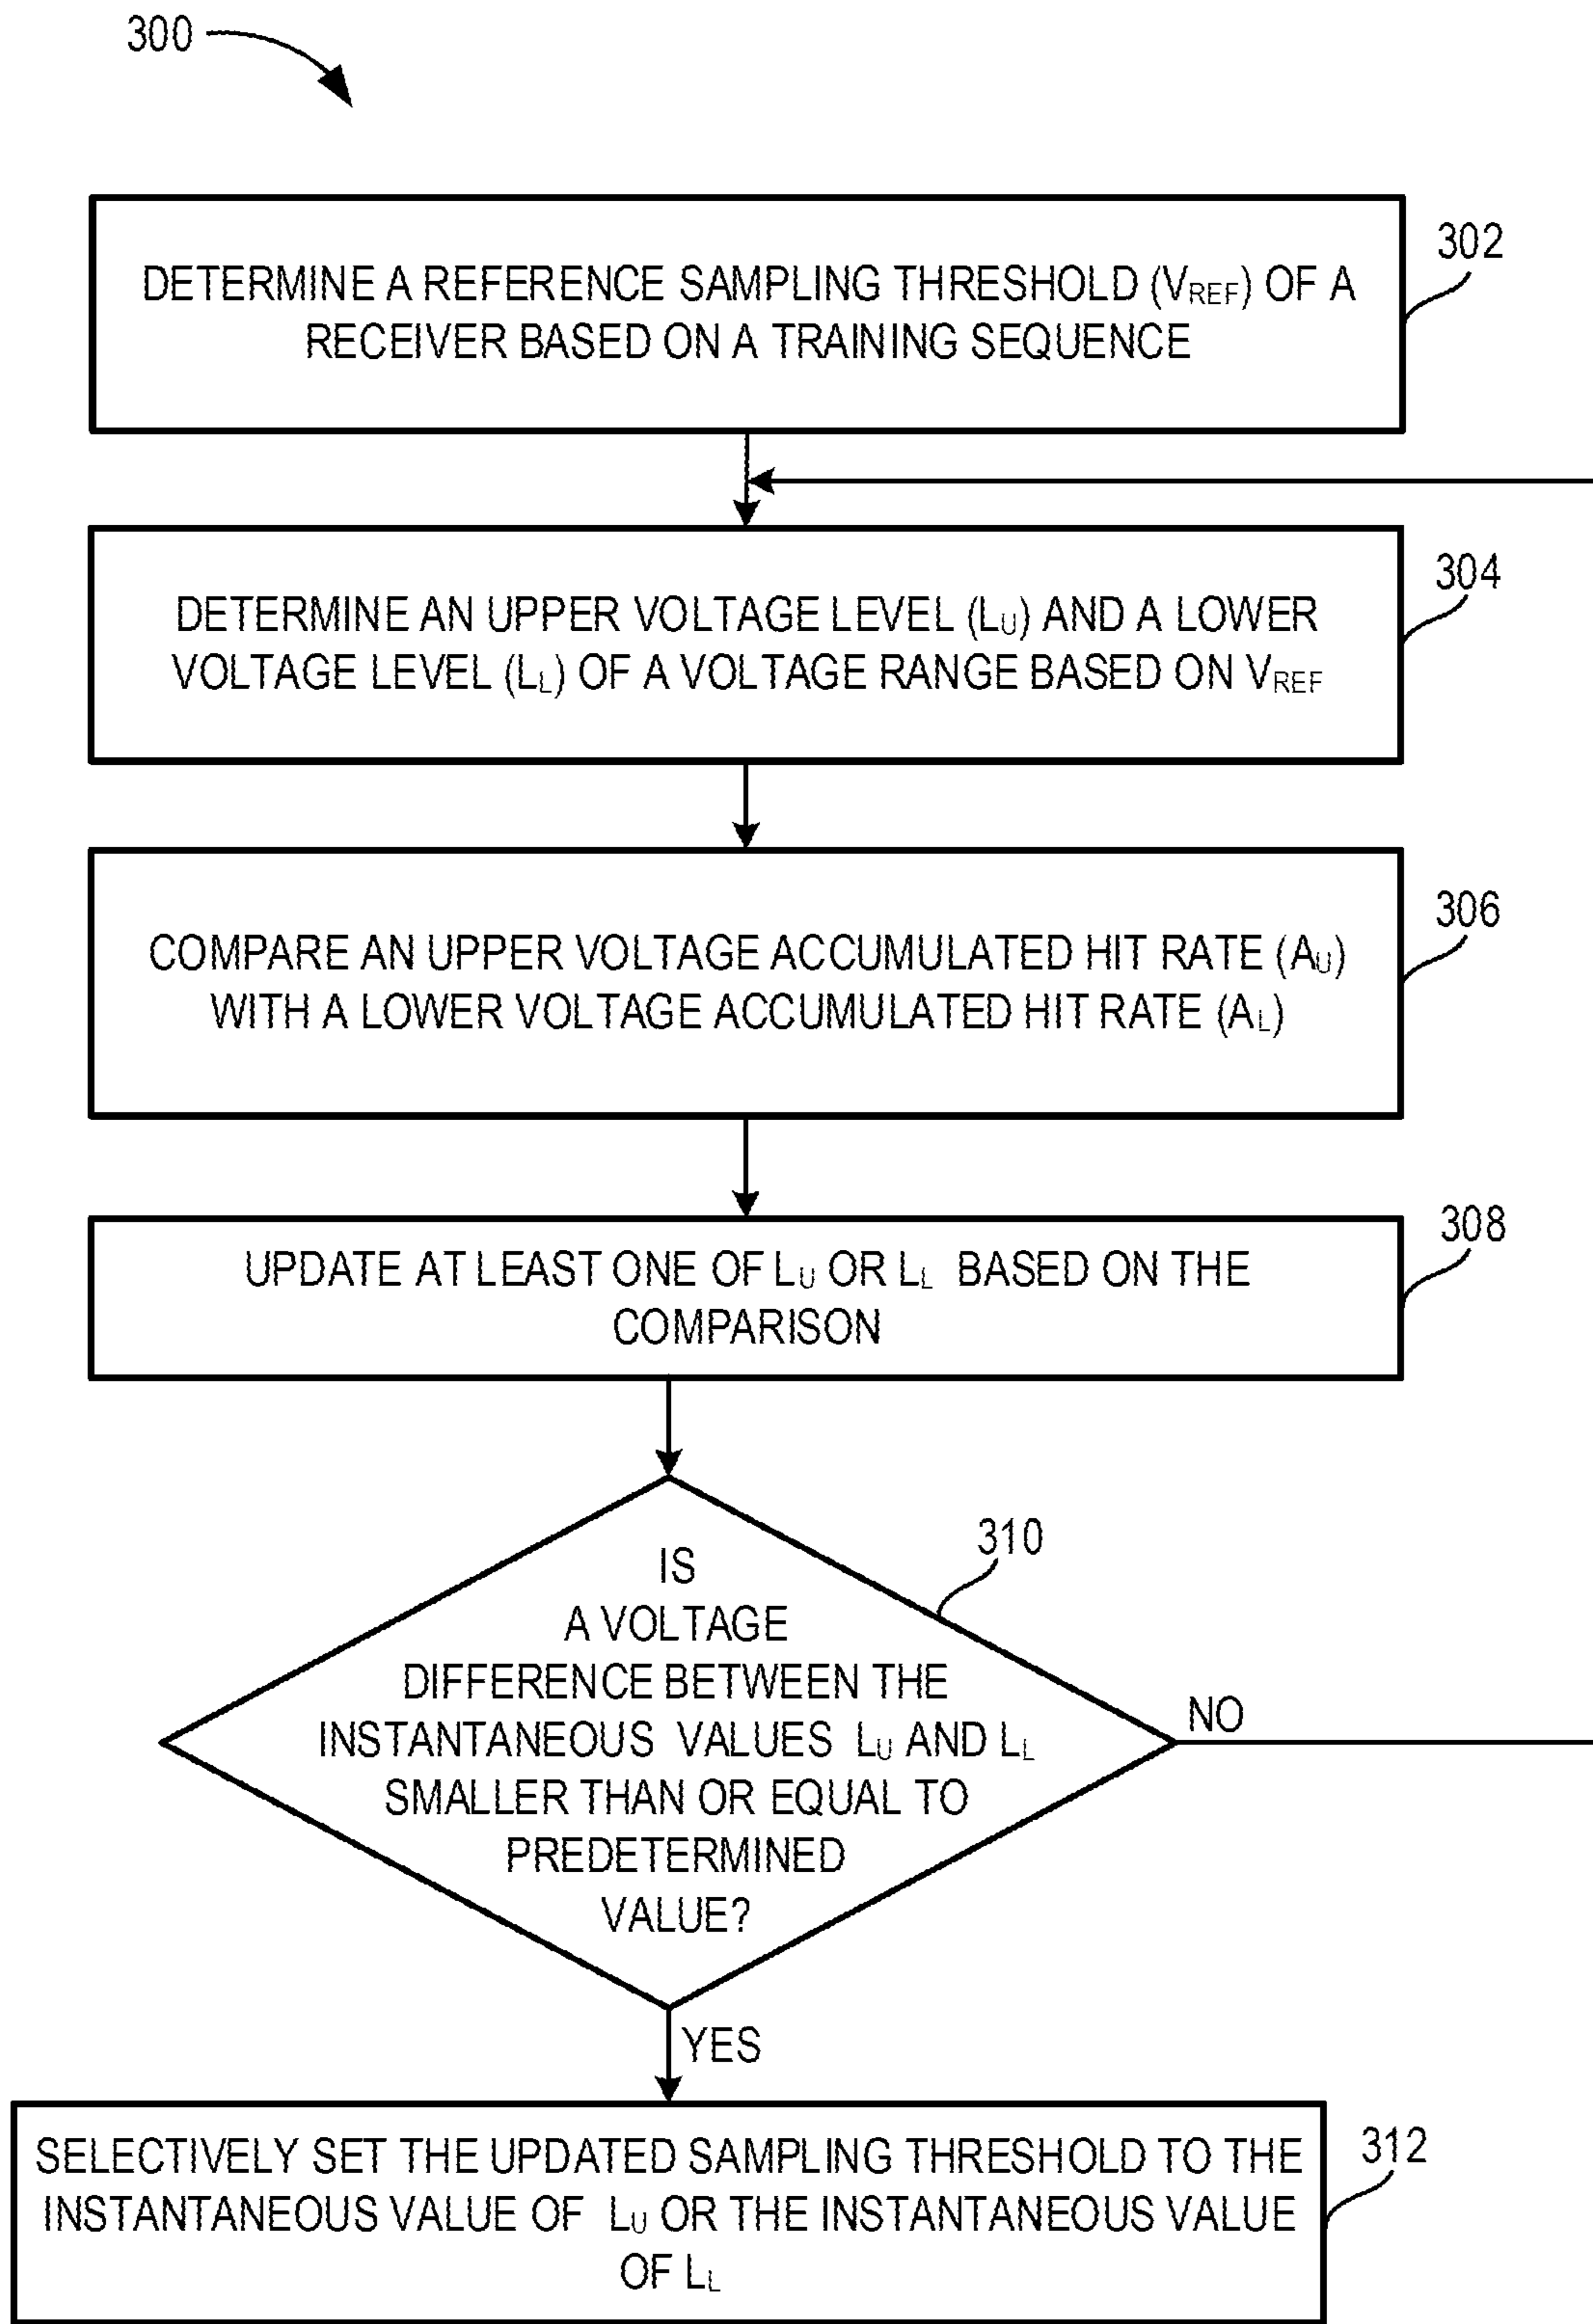 300
302
DETERMINE A REFERENCE SAMPLING THRESHOLD (VREF) OF A
RECEIVER BASED ON A TRAINING SEQUENCE
304
DETERMINE AN UPPER VOLTAGE LEVEL (LU) AND A LOWER
VOLTAGE LEVEL (LL) OF A VOLTAGE RANGE BASED ON VREF
306
COMPARE AN UPPER VOLTAGE ACCUMULATED HIT RATE (AU)
WITH A LOWER VOLTAGE ACCUMULATED HIT RATE (AL)
308
UPDATE AT LEAST ONE OF LU OR LL BASED ON THE
COMPARISON
310
IS
A VOLTAGE
DIFFERENCE BETWEEN THE
INSTANTANEOUS VALUES LU AND LL
SMALLER THAN OR EQUAL TO
PREDETERMINED
VALUE?
NO
YES
312
SELECTIVELY SET THE UPDATED SAMPLING THRESHOLD TO THE
INSTANTANEOUS VALUE OF LU OR THE INSTANTANEOUS VALUE
OF LL